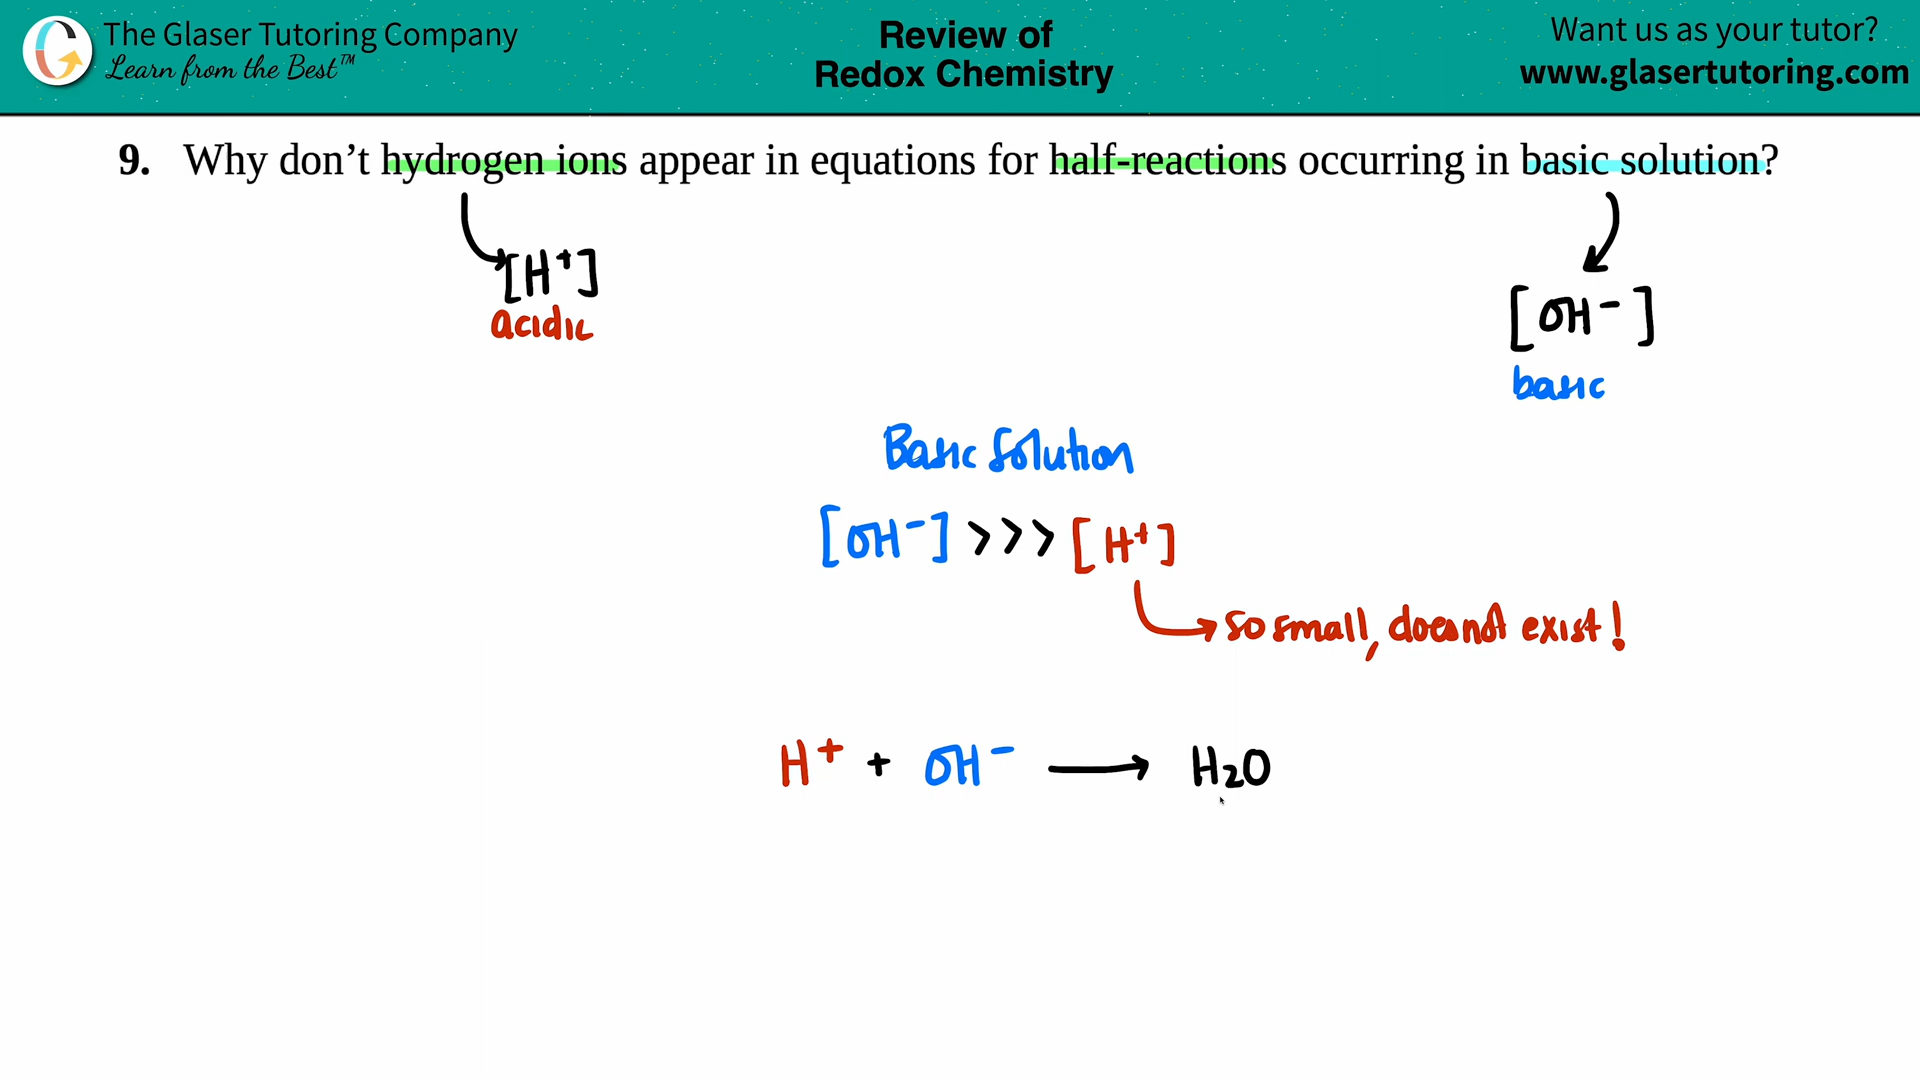 The Glaser Tutoring Company
Learn from the Best™
Review of
Redox Chemistry
Want us as your tutor?
www.glasertutoring.com
9. Why don’t hydrogen ions appear in equations for half-reactions occurring in basic solution?
[H⁺]
acidic
[OH⁻]
basic
Basic Solution
[OH⁻] >>> [H⁺]
so small, does not exist!
H⁺ + OH⁻ ⟶ H₂O